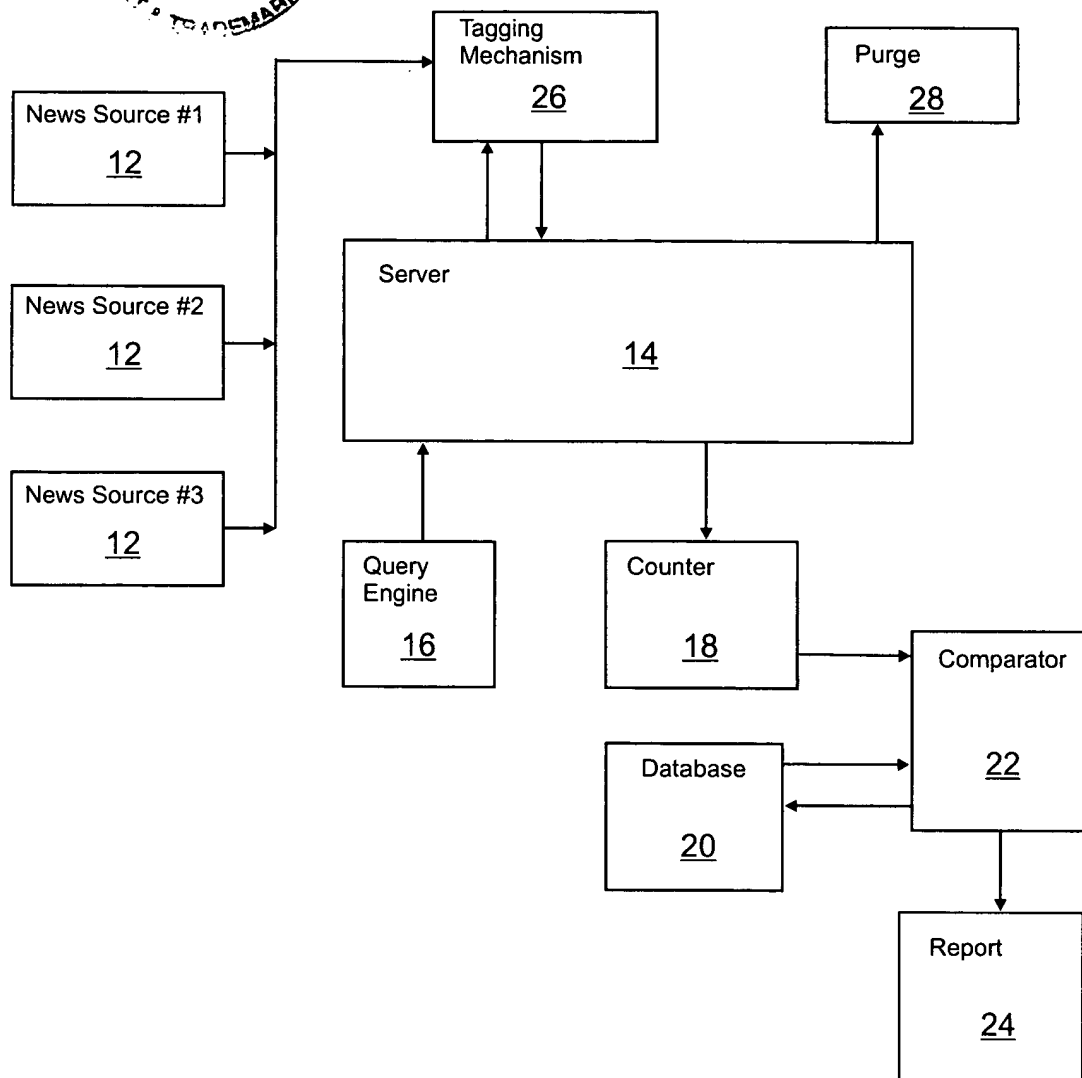 & TRADEMARK
Tagging
Mechanism
26
Purge
28
News Source #1
12
Server
14
News Source #2
12
News Source #3
12
Query
Engine
16
Counter
18
Comparator
22
Database
20
Report
24